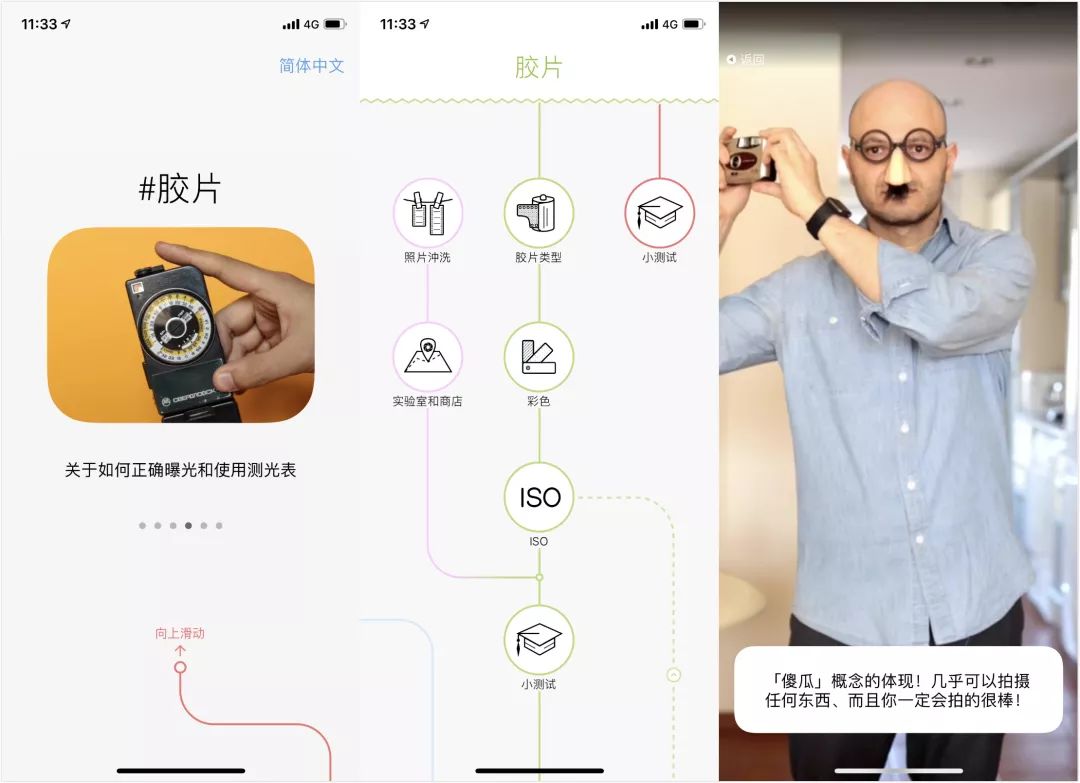 11:33
4G
简体中文
#胶片
关于如何正确曝光和使用测光表
向上滑动
11:33
4G
胶片
照片冲洗
胶片类型
小测试
实验室和商店
彩色
ISO
ISO
小测试
返回
「傻瓜」概念的体现！几乎可以拍摄
任何东西、而且你一定会拍的很棒！